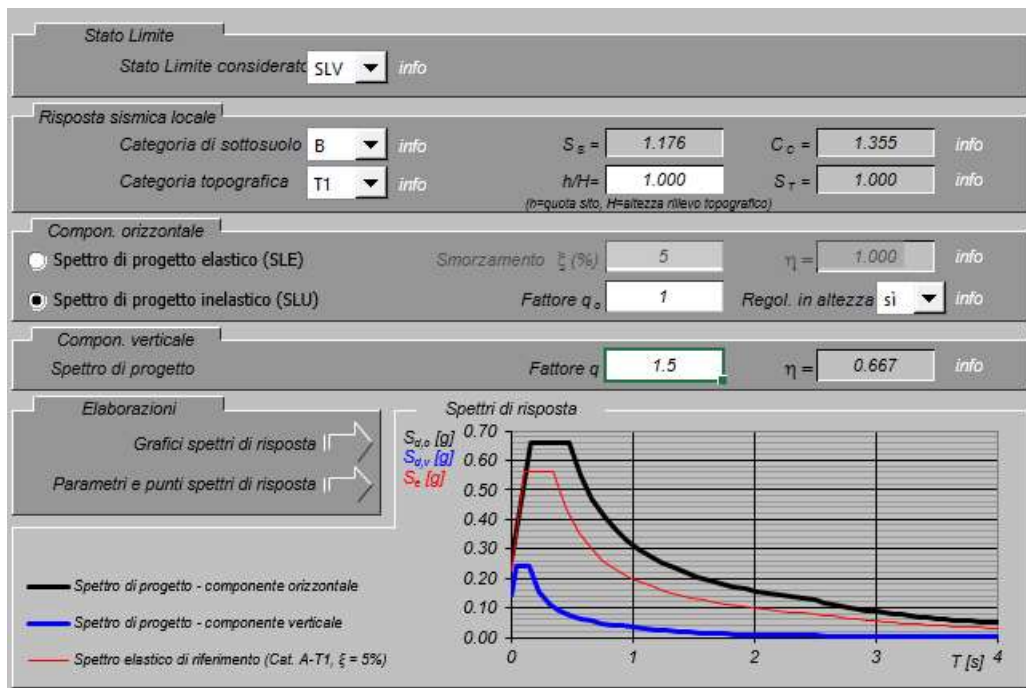 Stato Limite
Stato Limite considerato SLV info
Risposta sismica locale
Categoria di sottosuolo B info S_S = 1.176 C_C = 1.355 info
Categoria topografica T1 info h/H= 1.000 S_T = 1.000 info
(h=quota sito, H=altezza rilievo topografico)
Compon. orizzontale
Spettro di progetto elastico (SLE) Smorzamento ξ (%) 5 η = 1.000 info
Spettro di progetto inelastico (SLU) Fattore q_o 1 Regol. in altezza sì info
Compon. verticale
Spettro di progetto Fattore q 1.5 η = 0.667 info
Elaborazioni
Grafici spettri di risposta
Parametri e punti spettri di risposta
Spettri di risposta
S_d,o [g]
S_d,v [g]
S_e [g]
0.70
0.60
0.50
0.40
0.30
0.20
0.10
0.00
0 1 2 3 T [s] 4
Spettro di progetto - componente orizzontale
Spettro di progetto - componente verticale
Spettro elastico di riferimento (Cat. A-T1, ξ = 5%)